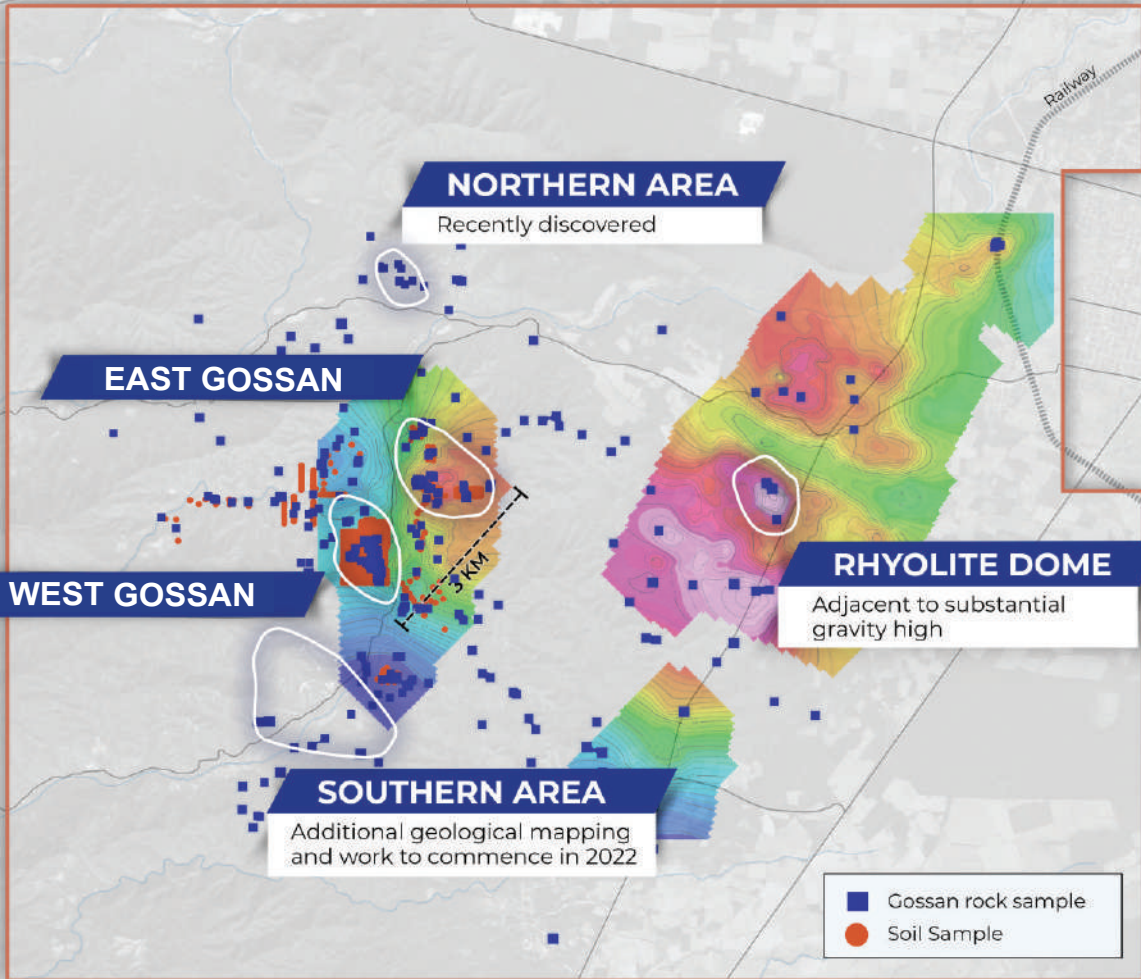 Railway
NORTHERN AREA
Recently discovered
EAST GOSSAN
3 KM
WEST GOSSAN
RHYOLITE DOME
Adjacent to substantial
gravity high
SOUTHERN AREA
Additional geological mapping
and work to commence in 2022
Gossan rock sample
Soil Sample